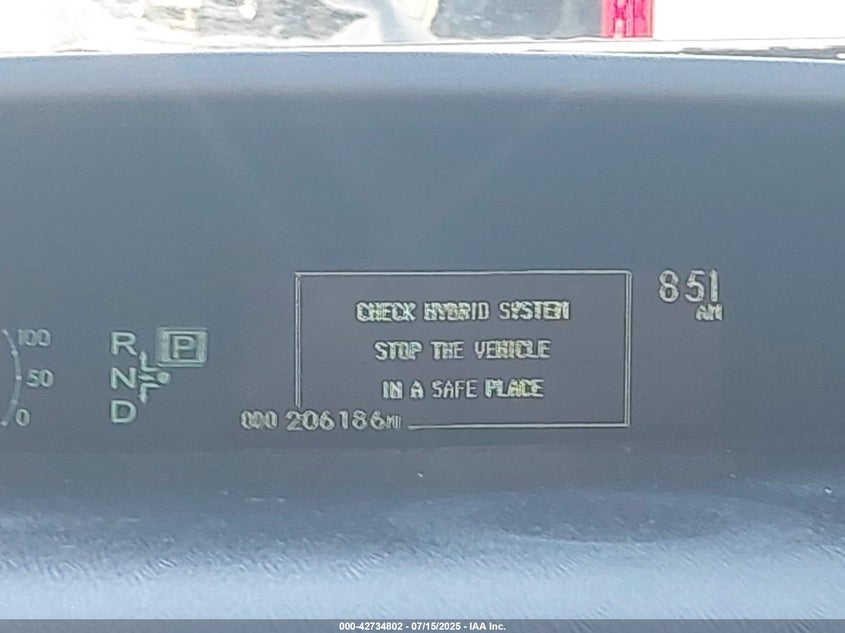 851
AM
CHECK HYBRID SYSTEM
STOP THE VEHICLE
IN A SAFE PLACE
100
50
0
R P
N
D
000 206186MI
000-42734802 - 07/15/2025 - IAA Inc.